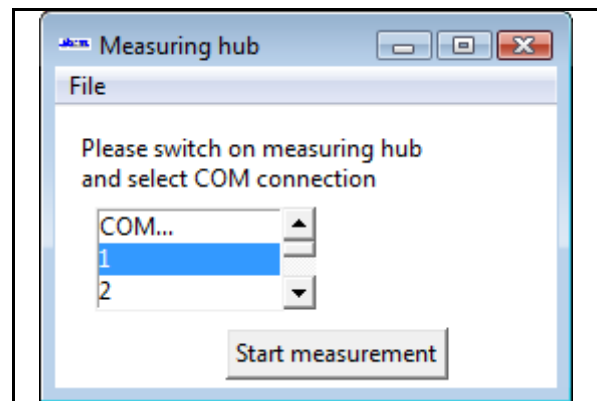 Measuring hub
File
Please switch on measuring hub
and select COM connection
COM...
1
2
Start measurement